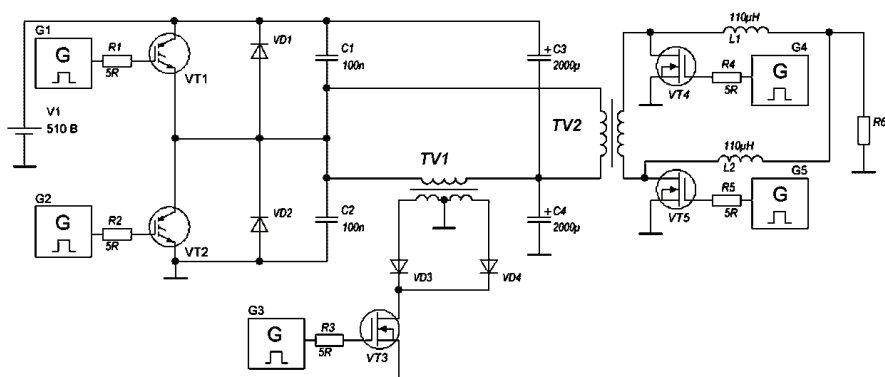 G1
G
R1
5R
VT1
VD1
C1
100n
+
C3
2000µ
V1
510 В
G2
G
R2
5R
VT2
VD2
C2
100n
TV1
+
C4
2000µ
VD3
VD4
G3
G
R3
5R
VT3
TV2
110µH
L1
VT4
R4
5R
G4
G
R6
110µH
L2
VT5
R5
5R
G5
G